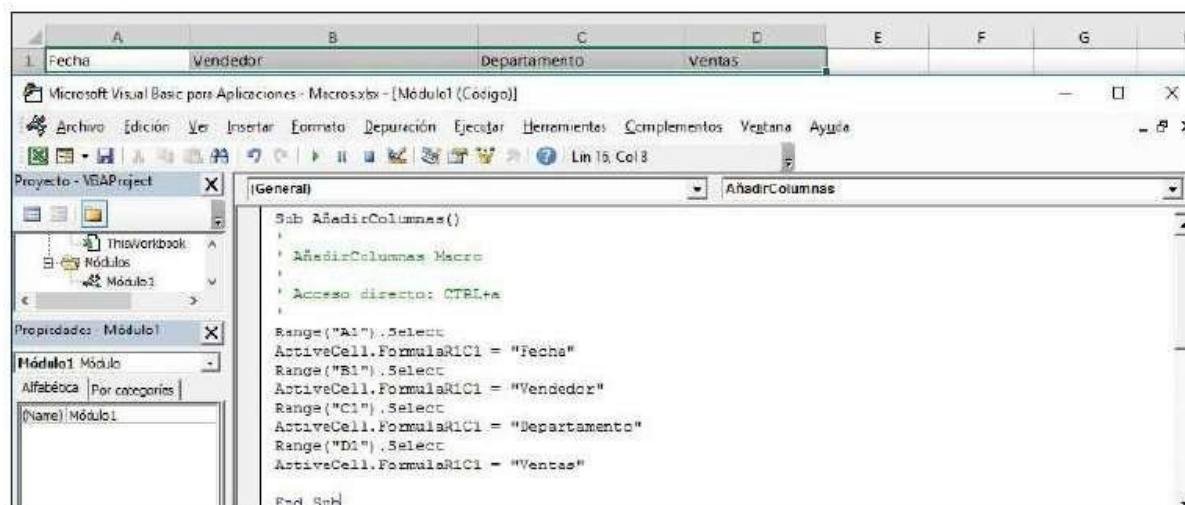 A B C D E F G
1 Fecha Vendedor Departamento Ventas
Microsoft Visual Basic para Aplicaciones - Macros.xlsx - [Módulo1 (Código)]
Archivo Edición Ver Insertar Formato Depuración Ejecutar Herramientas Complementos Ventana Ayuda
Lin 15, Col 8
Proyecto - VBAProject
(General) AñadirColumnas
ThisWorkbook
Módulos
Módulo1
Propiedades - Módulo1
Módulo1 Módulo
Alfabética Por categorías
(Name) Módulo1
Sub AñadirColumnas()
'
' AñadirColumnas Macro
'
' Acceso directo: CTRL+a
'
Range("A1").Select
ActiveCell.FormulaR1C1 = "Fecha"
Range("B1").Select
ActiveCell.FormulaR1C1 = "Vendedor"
Range("C1").Select
ActiveCell.FormulaR1C1 = "Departamento"
Range("D1").Select
ActiveCell.FormulaR1C1 = "Ventas"
End Sub